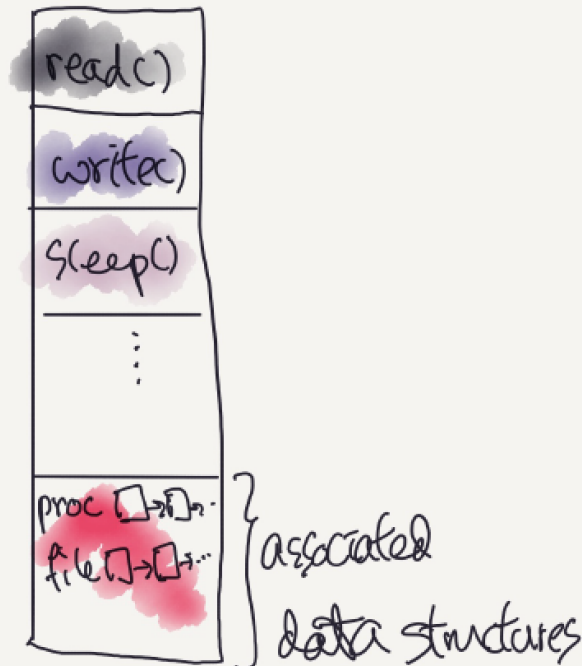 read()
write()
sleep()
proc
file
associated
data structures